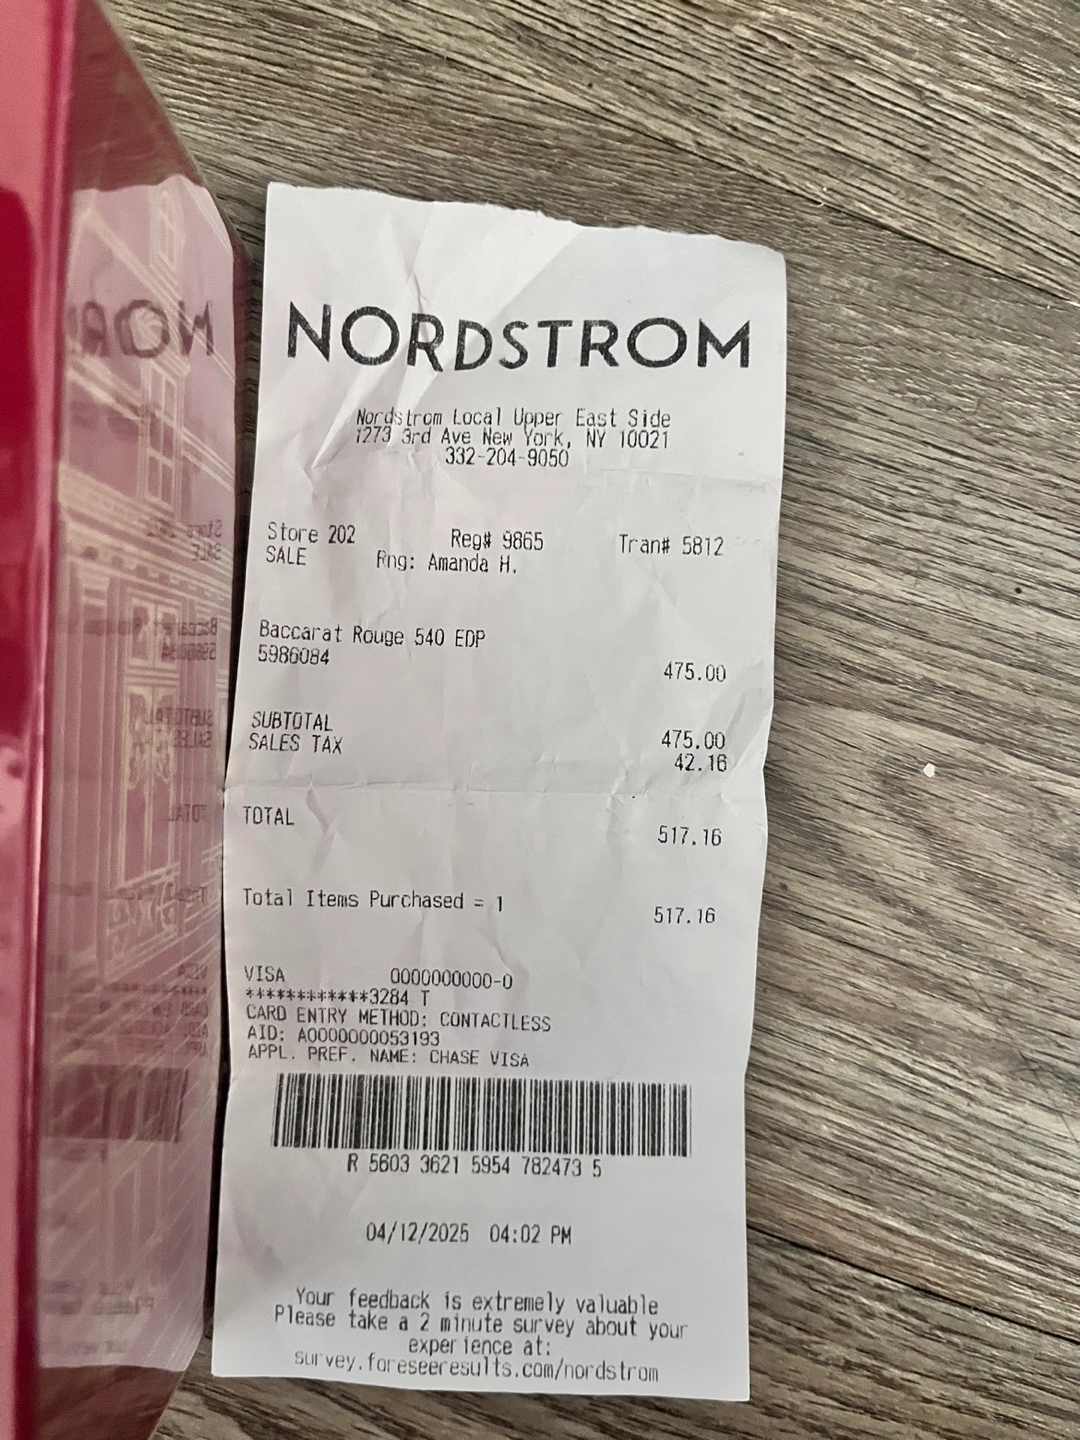 NORDSTROM
Nordstrom Local Upper East Side
1273 3rd Ave New York, NY 10021
332-204-9050
Store 202 Reg# 9865 Tran# 5812
SALE Rng: Amanda H.
Baccarat Rouge 540 EDP
5986084 475.00
SUBTOTAL 475.00
SALES TAX 42.16
TOTAL 517.16
Total Items Purchased = 1 517.16
VISA 0000000000-0
************3284 T
CARD ENTRY METHOD: CONTACTLESS
AID: A0000000053193
APPL. PREF. NAME: CHASE VISA
R 5603 3621 5954 782473 5
04/12/2025 04:02 PM
Your feedback is extremely valuable
Please take a 2 minute survey about your
experience at:
survey.foreseeresults.com/nordstrom